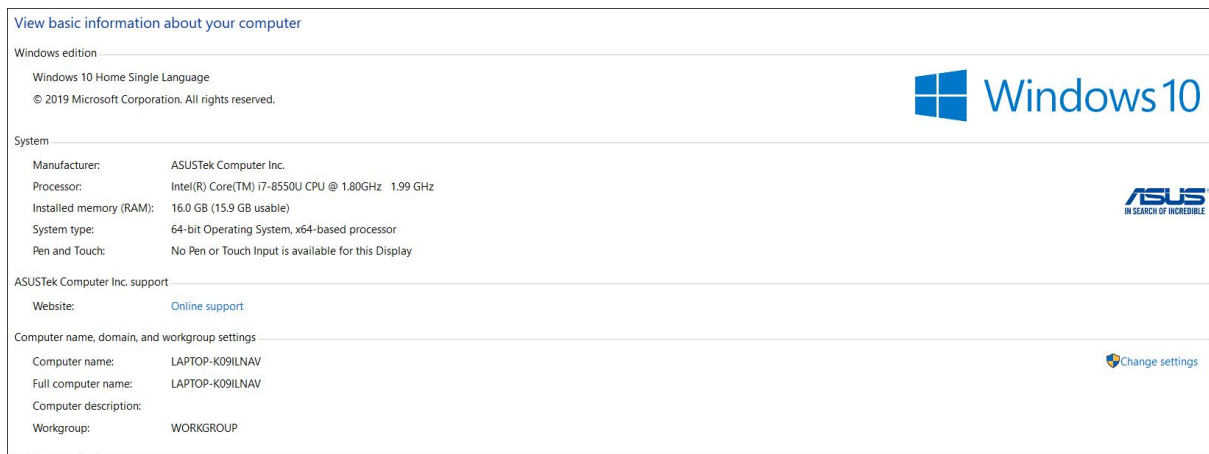 View basic information about your computer
Windows edition
Windows 10 Home Single Language
© 2019 Microsoft Corporation. All rights reserved.
Windows 10
System
Manufacturer: ASUSTek Computer Inc.
Processor: Intel(R) Core(TM) i7-8550U CPU @ 1.80GHz 1.99 GHz
Installed memory (RAM): 16.0 GB (15.9 GB usable)
System type: 64-bit Operating System, x64-based processor
Pen and Touch: No Pen or Touch Input is available for this Display
ASUS
IN SEARCH OF INCREDIBLE
ASUSTek Computer Inc. support
Website: Online support
Computer name, domain, and workgroup settings
Computer name: LAPTOP-K09ILNAV
Change settings
Full computer name: LAPTOP-K09ILNAV
Computer description:
Workgroup: WORKGROUP